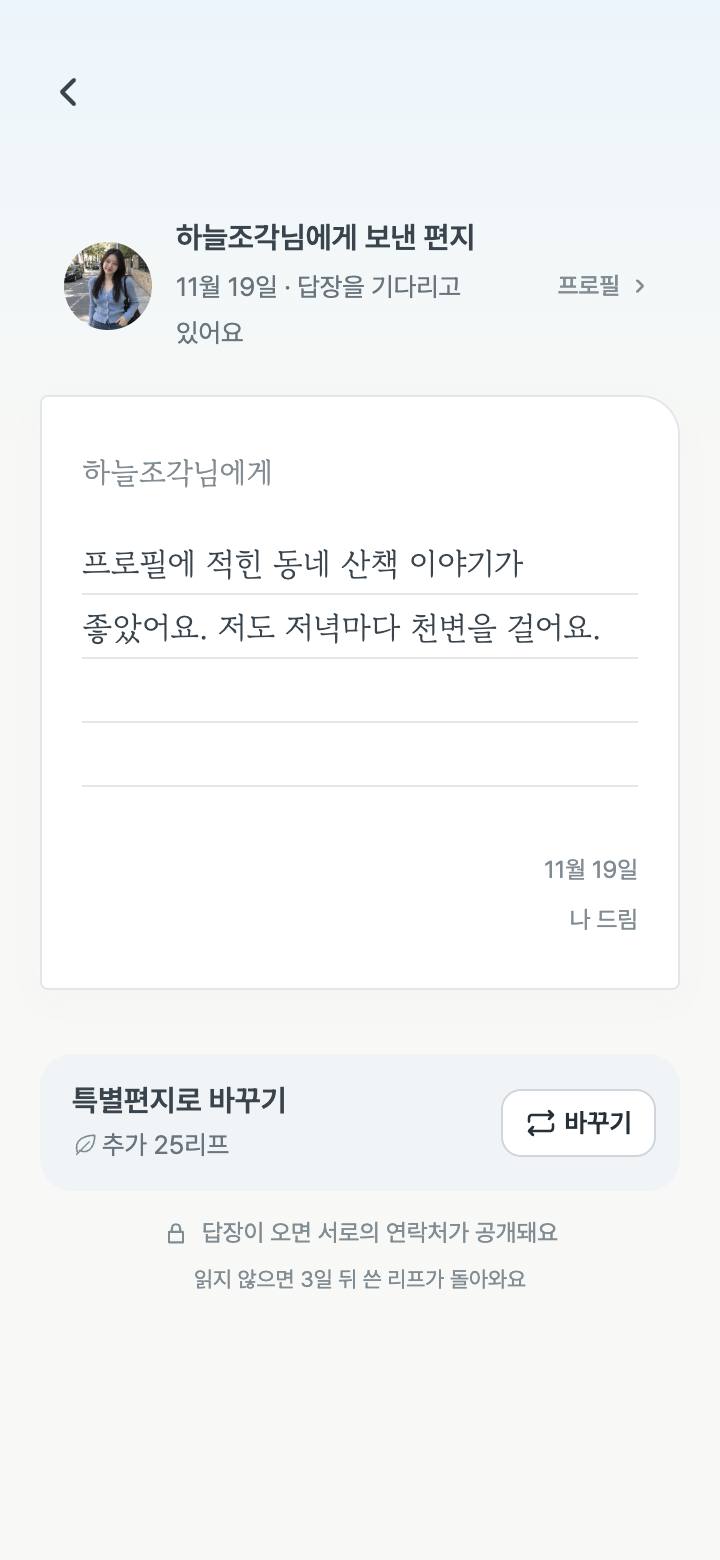 하늘조각님에게 보낸 편지
11월 19일 · 답장을 기다리고
있어요
프로필
하늘조각님에게
프로필에 적힌 동네 산책 이야기가
좋았어요. 저도 저녁마다 천변을 걸어요.
11월 19일
나 드림
특별편지로 바꾸기
추가 25리프
바꾸기
답장이 오면 서로의 연락처가 공개돼요
읽지 않으면 3일 뒤 쓴 리프가 돌아와요